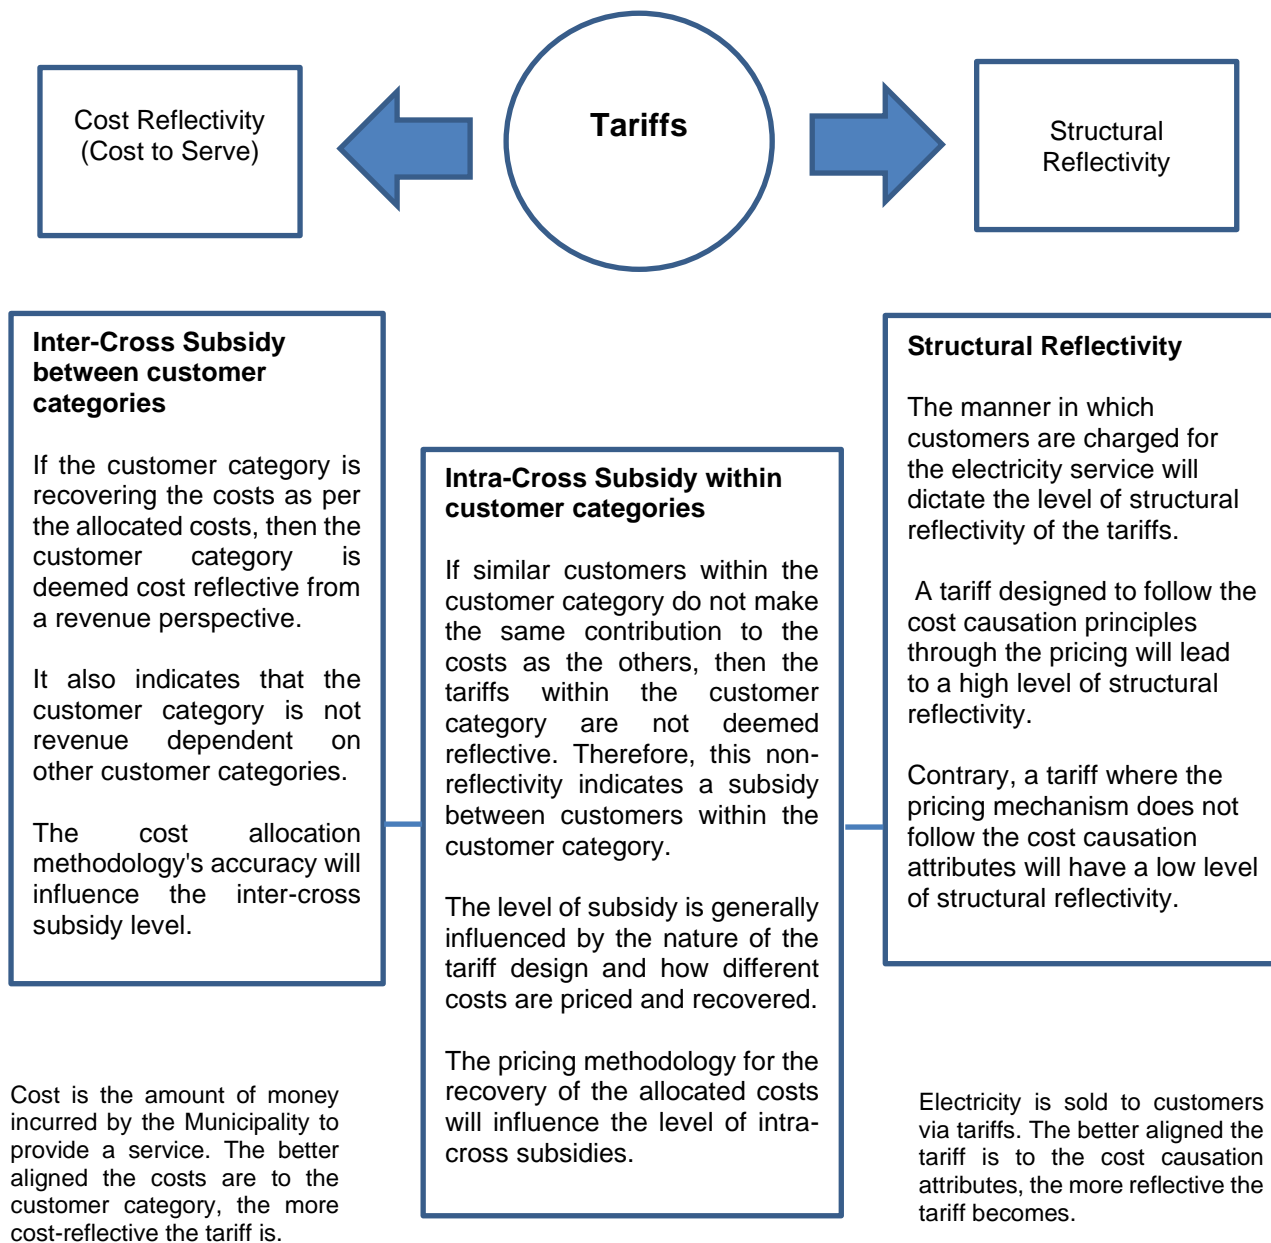 Cost Reflectivity
(Cost to Serve)
Tariffs
Structural
Reflectivity
Inter-Cross Subsidy
between customer
categories
If the customer category is
recovering the costs as per
the allocated costs, then the
customer category is
deemed cost reflective from
a revenue perspective.
It also indicates that the
customer category is not
revenue dependent on
other customer categories.
The cost allocation
methodology's accuracy will
influence the inter-cross
subsidy level.
Intra-Cross Subsidy within
customer categories
If similar customers within the
customer category do not make
the same contribution to the
costs as the others, then the
tariffs within the customer
category are not deemed
reflective. Therefore, this non-
reflectivity indicates a subsidy
between customers within the
customer category.
The level of subsidy is generally
influenced by the nature of the
tariff design and how different
costs are priced and recovered.
The pricing methodology for the
recovery of the allocated costs
will influence the level of intra-
cross subsidies.
Structural Reflectivity
The manner in which
customers are charged for
the electricity service will
dictate the level of structural
reflectivity of the tariffs.
A tariff designed to follow the
cost causation principles
through the pricing will lead
to a high level of structural
reflectivity.
Contrary, a tariff where the
pricing mechanism does not
follow the cost causation
attributes will have a low level
of structural reflectivity.
Cost is the amount of money
incurred by the Municipality to
provide a service. The better
aligned the costs are to the
customer category, the more
cost-reflective the tariff is.
Electricity is sold to customers
via tariffs. The better aligned the
tariff is to the cost causation
attributes, the more reflective the
tariff becomes.